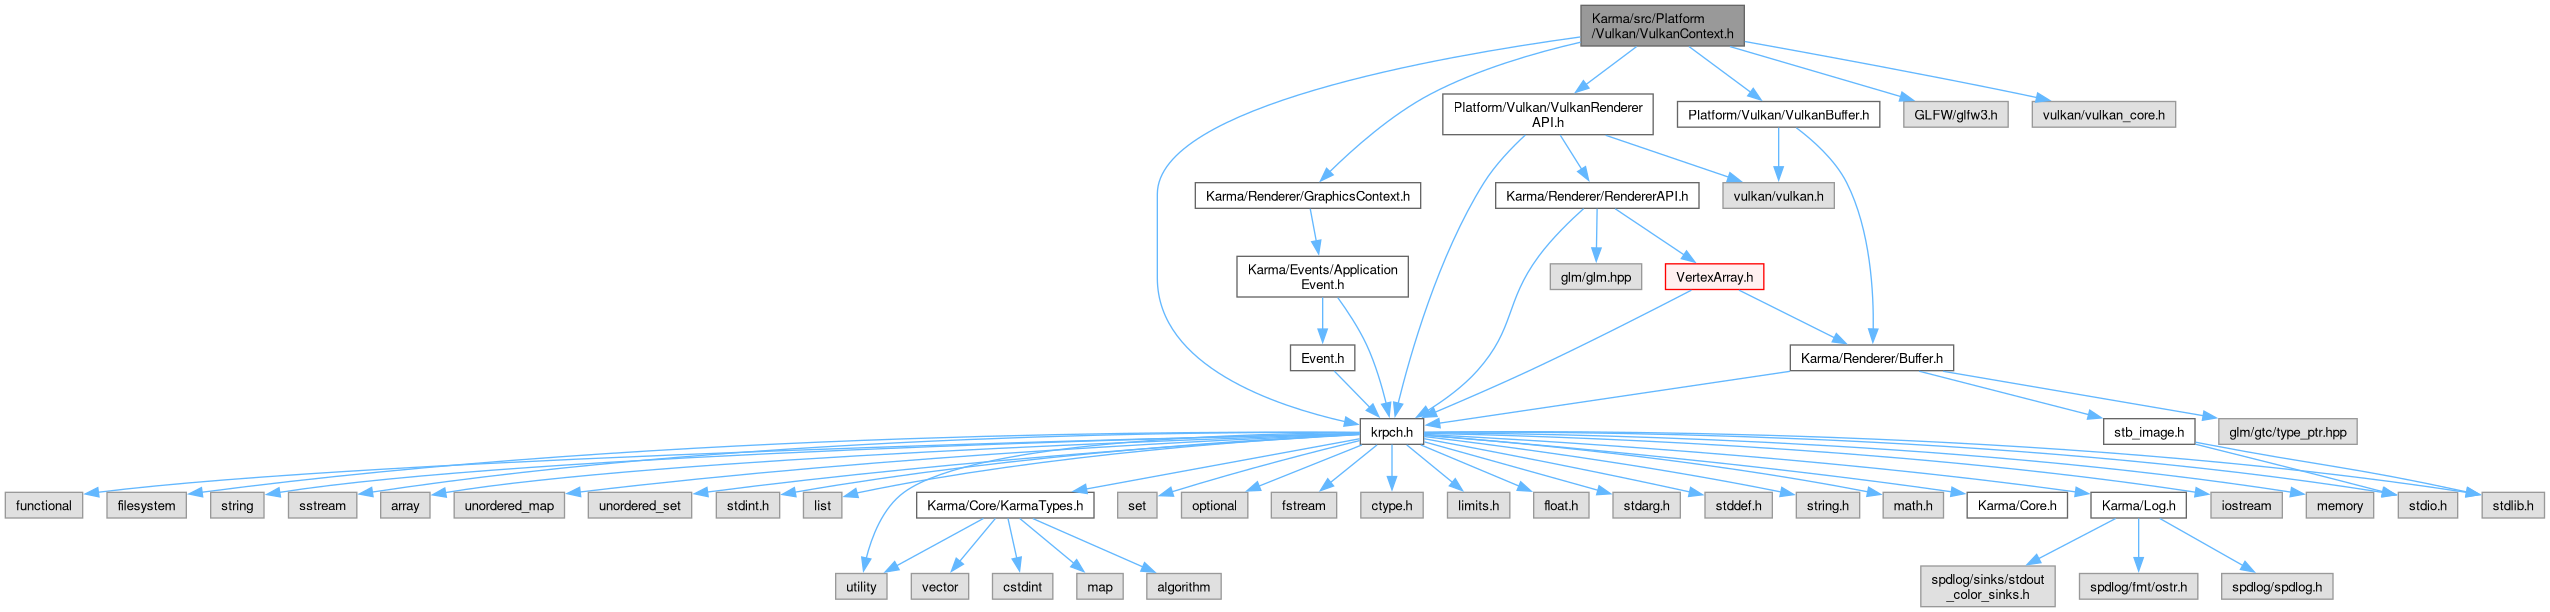 Karma/src/Platform
/Vulkan/VulkanContext.h
Platform/Vulkan/VulkanRenderer
API.h
Platform/Vulkan/VulkanBuffer.h
GLFW/glfw3.h
vulkan/vulkan_core.h
Karma/Renderer/GraphicsContext.h
Karma/Renderer/RendererAPI.h
vulkan/vulkan.h
Karma/Events/Application
Event.h
glm/glm.hpp
VertexArray.h
Event.h
Karma/Renderer/Buffer.h
krpch.h
stb_image.h
glm/gtc/type_ptr.hpp
functional
filesystem
string
sstream
array
unordered_map
unordered_set
stdint.h
list
Karma/Core/KarmaTypes.h
set
optional
fstream
ctype.h
limits.h
float.h
stdarg.h
stddef.h
string.h
math.h
Karma/Core.h
Karma/Log.h
iostream
memory
stdio.h
stdlib.h
utility
vector
cstdint
map
algorithm
spdlog/sinks/stdout
_color_sinks.h
spdlog/fmt/ostr.h
spdlog/spdlog.h